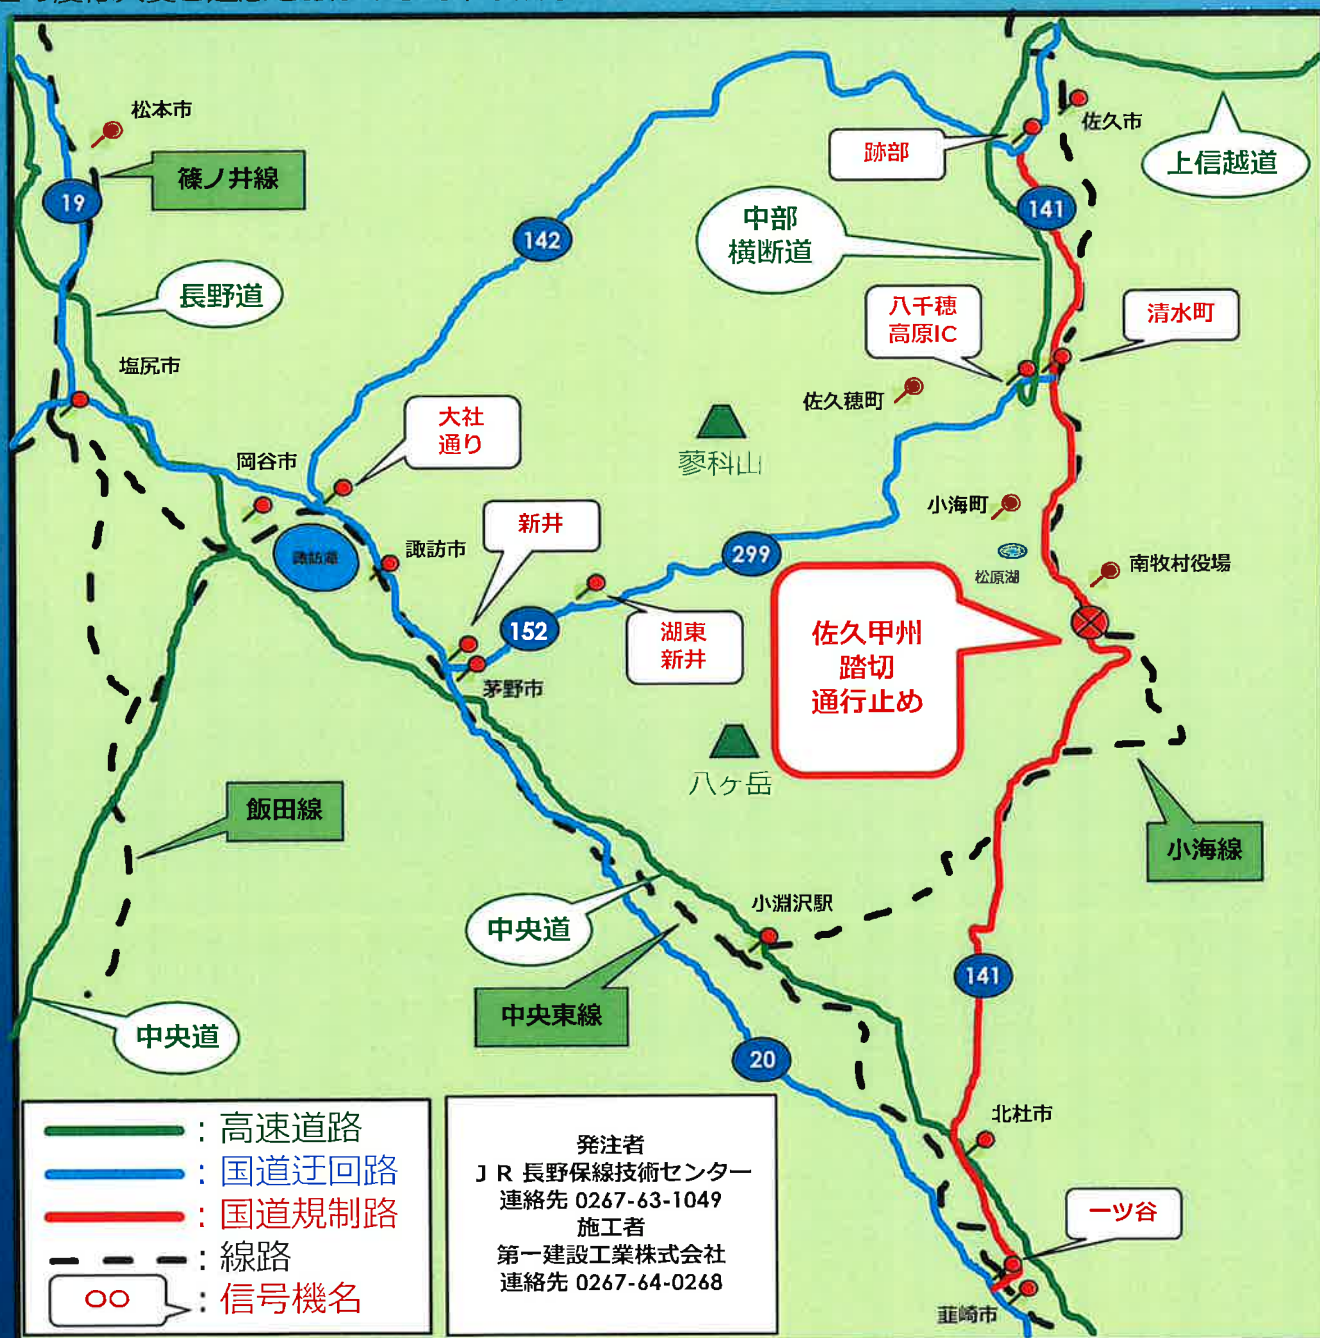 松本市
佐久市
跡部
上信越道
篠ノ井線
19
141
中部
横断道
142
長野道
八千穂
高原IC
清水町
塩尻市
佐久穂町
大社
通り
岡谷市
蓼科山
小海町
新井
諏訪湖
諏訪市
299
松原湖
南牧村役場
152
湖東
新井
佐久甲州
踏切
通行止め
茅野市
八ヶ岳
飯田線
小海線
小淵沢駅
中央道
141
中央東線
中央道
20
北杜市
:高速道路
:国道迂回路
:国道規制路
:線路
○○
:信号機名
発注者
JR 長野保線技術センター
連絡先 0267-63-1049
施工者
第一建設工業株式会社
連絡先 0267-64-0268
一ツ谷
韮崎市